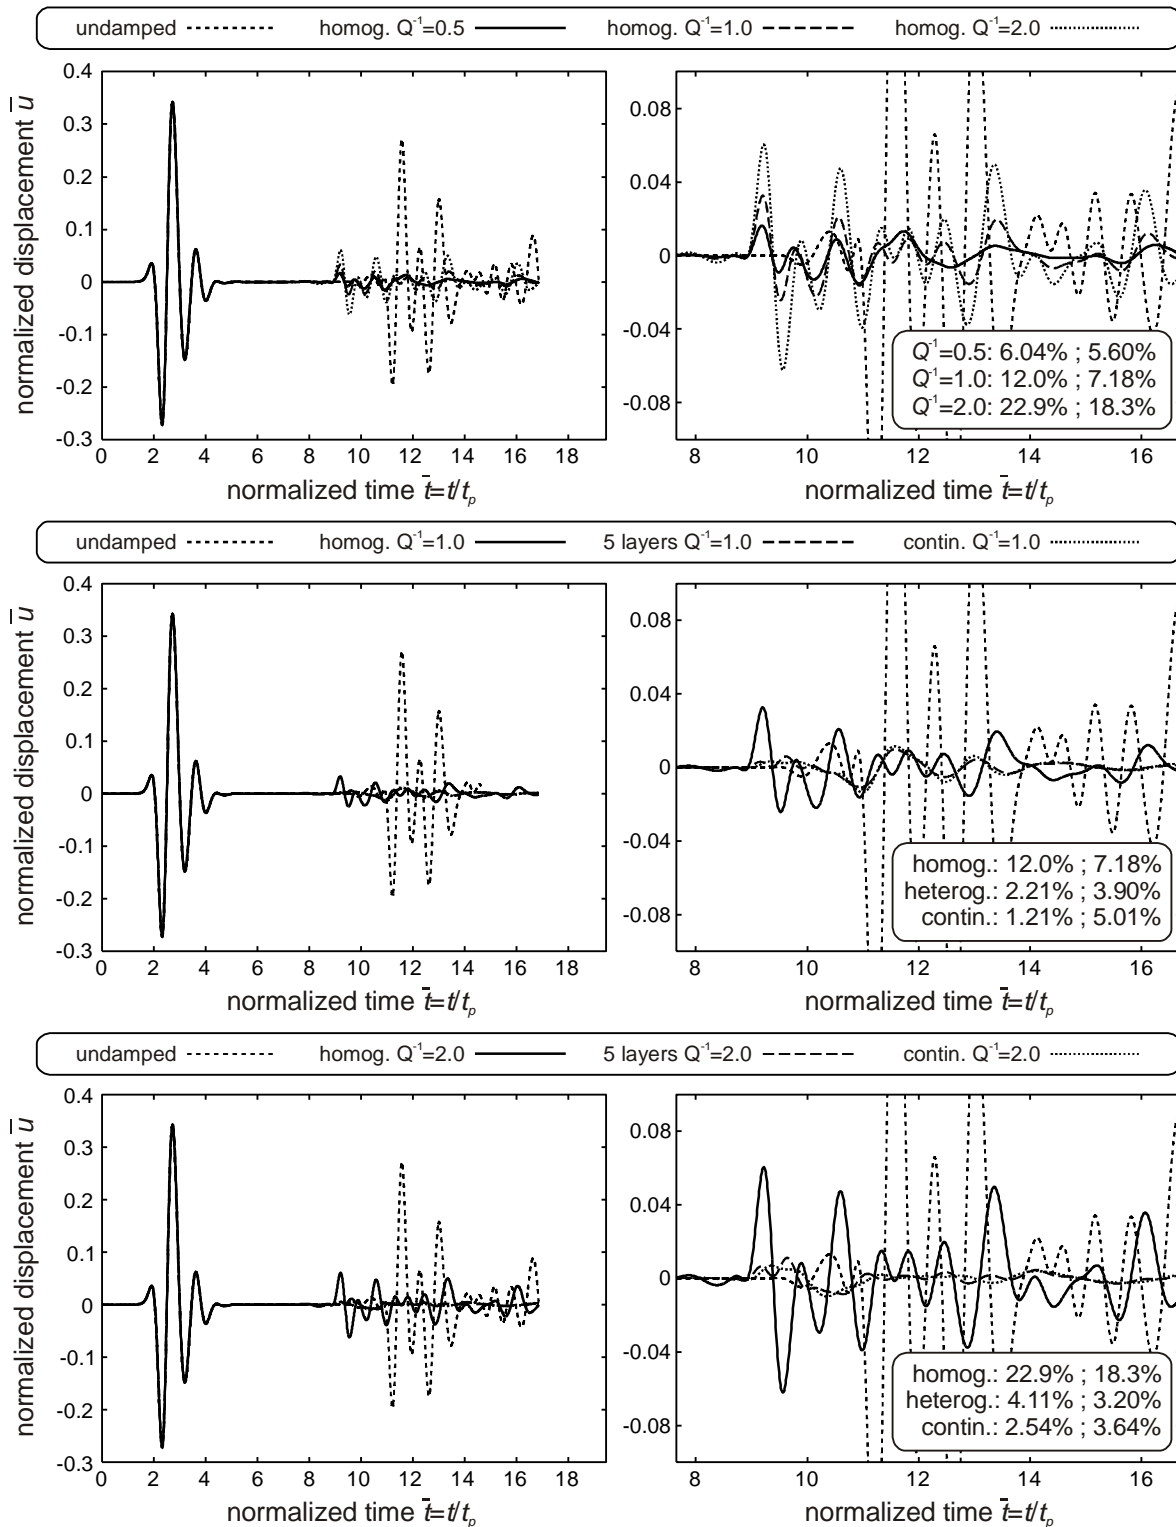 undamped homog. Q⁻¹=0.5 homog. Q⁻¹=1.0 homog. Q⁻¹=2.0
normalized displacement u̅
0.4
0.3
0.2
0.1
0
-0.1
-0.2
-0.3
0 2 4 6 8 10 12 14 16 18
normalized time t̅=t/tₚ
0.08
0.04
0
-0.04
-0.08
Q⁻¹=0.5: 6.04% ; 5.60%
Q⁻¹=1.0: 12.0% ; 7.18%
Q⁻¹=2.0: 22.9% ; 18.3%
8 10 12 14 16
normalized time t̅=t/tₚ
undamped homog. Q⁻¹=1.0 5 layers Q⁻¹=1.0 contin. Q⁻¹=1.0
normalized displacement u̅
0.4
0.3
0.2
0.1
0
-0.1
-0.2
-0.3
0 2 4 6 8 10 12 14 16 18
normalized time t̅=t/tₚ
0.08
0.04
0
-0.04
-0.08
homog.: 12.0% ; 7.18%
heterog.: 2.21% ; 3.90%
contin.: 1.21% ; 5.01%
8 10 12 14 16
normalized time t̅=t/tₚ
undamped homog. Q⁻¹=2.0 5 layers Q⁻¹=2.0 contin. Q⁻¹=2.0
normalized displacement u̅
0.4
0.3
0.2
0.1
0
-0.1
-0.2
-0.3
0 2 4 6 8 10 12 14 16 18
normalized time t̅=t/tₚ
0.08
0.04
0
-0.04
-0.08
homog.: 22.9% ; 18.3%
heterog.: 4.11% ; 3.20%
contin.: 2.54% ; 3.64%
8 10 12 14 16
normalized time t̅=t/tₚ